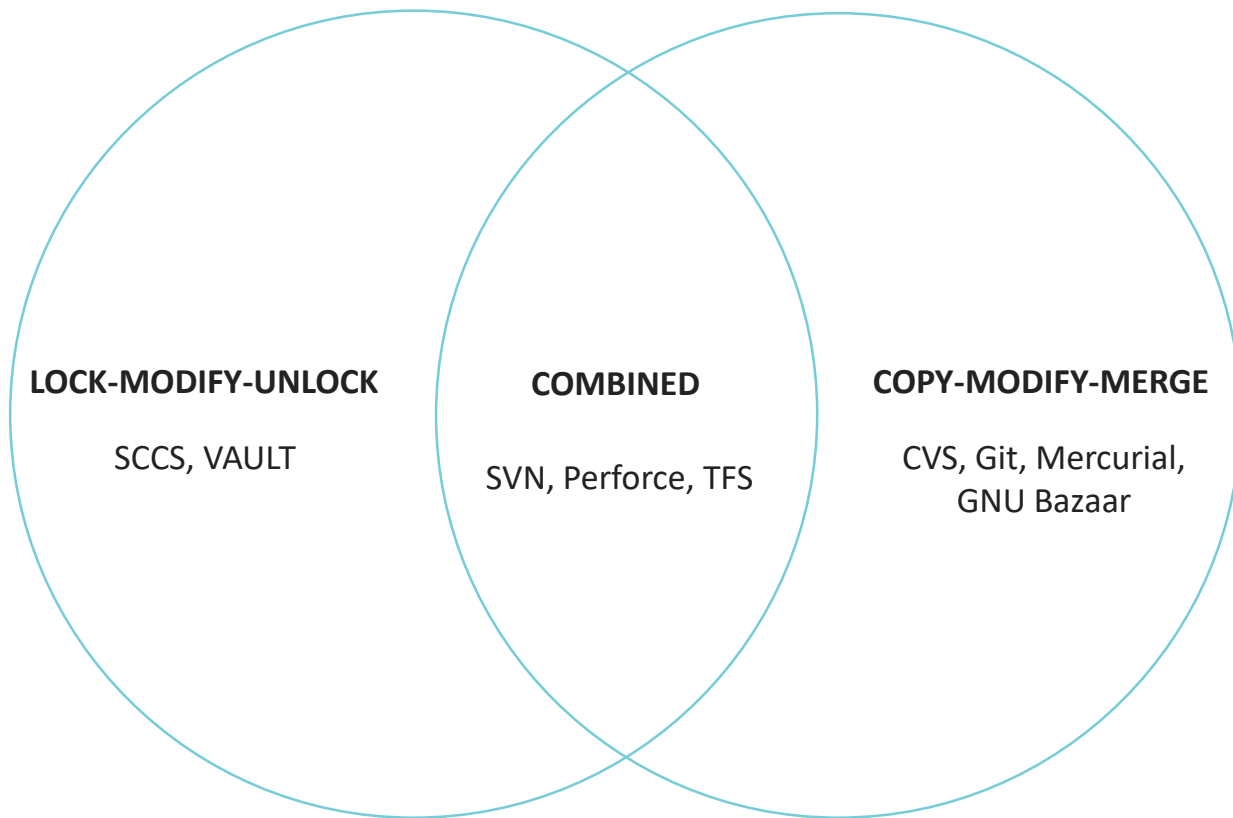 LOCK-MODIFY-UNLOCK
SCCS, VAULT
COMBINED
SVN, Perforce, TFS
COPY-MODIFY-MERGE
CVS, Git, Mercurial,
GNU Bazaar